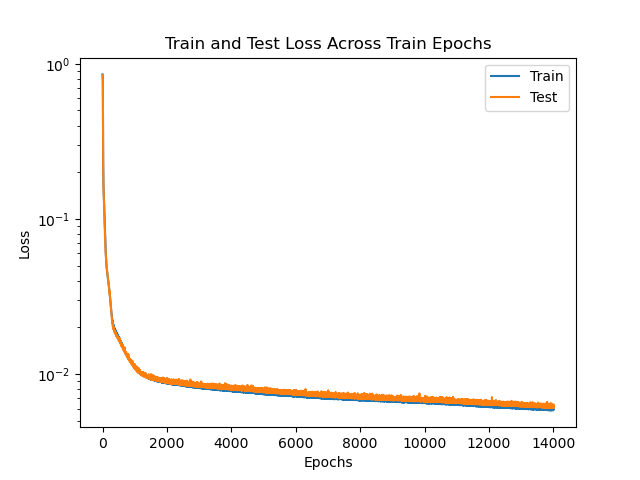 Train and Test Loss Across Train Epochs
Train
Test
10⁰
10⁻¹
10⁻²
Loss
0 2000 4000 6000 8000 10000 12000 14000
Epochs